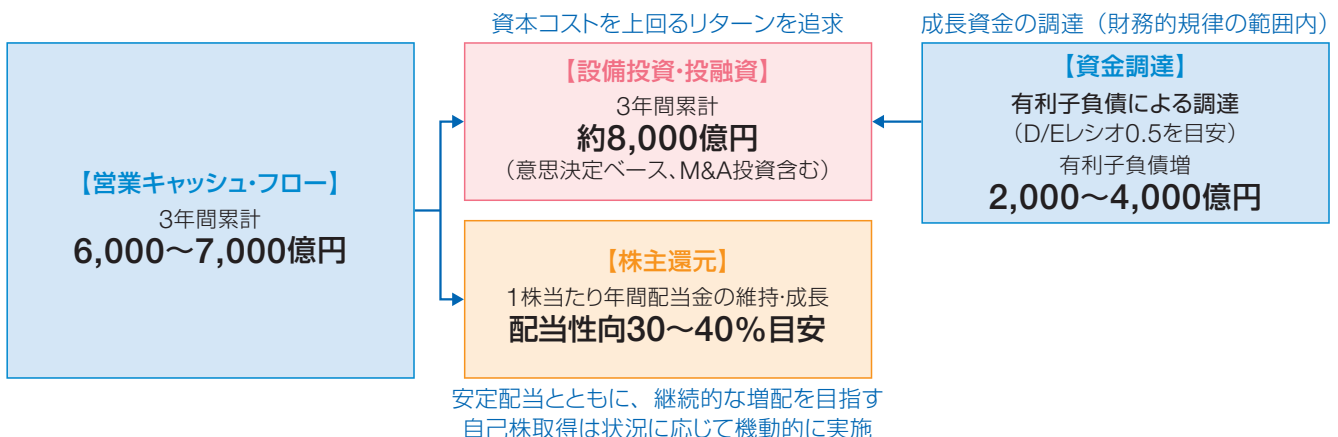 資本コストを上回るリターンを追求
成長資金の調達（財務的規律の範囲内）
【営業キャッシュ・フロー】
3年間累計
6,000～7,000億円
【設備投資・投融資】
3年間累計
約8,000億円
（意思決定ベース、M&A投資含む）
【資金調達】
有利子負債による調達
（D/Eレシオ0.5を目安）
有利子負債増
2,000～4,000億円
【株主還元】
1株当たり年間配当金の維持・成長
配当性向30～40%目安
安定配当とともに、継続的な増配を目指す
自己株取得は状況に応じて機動的に実施